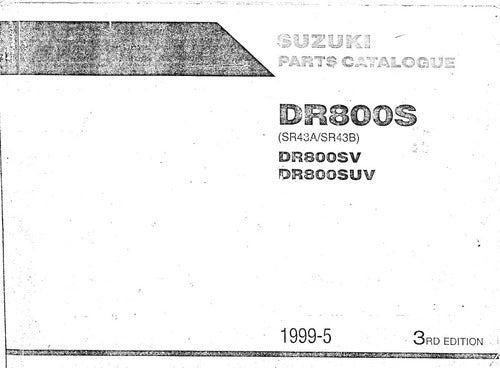 SUZUKI
PARTS CATALOGUE
DR800S
(SR43A/SR43B)
DR800SV
DR800SUV
1999-5
3RD EDITION